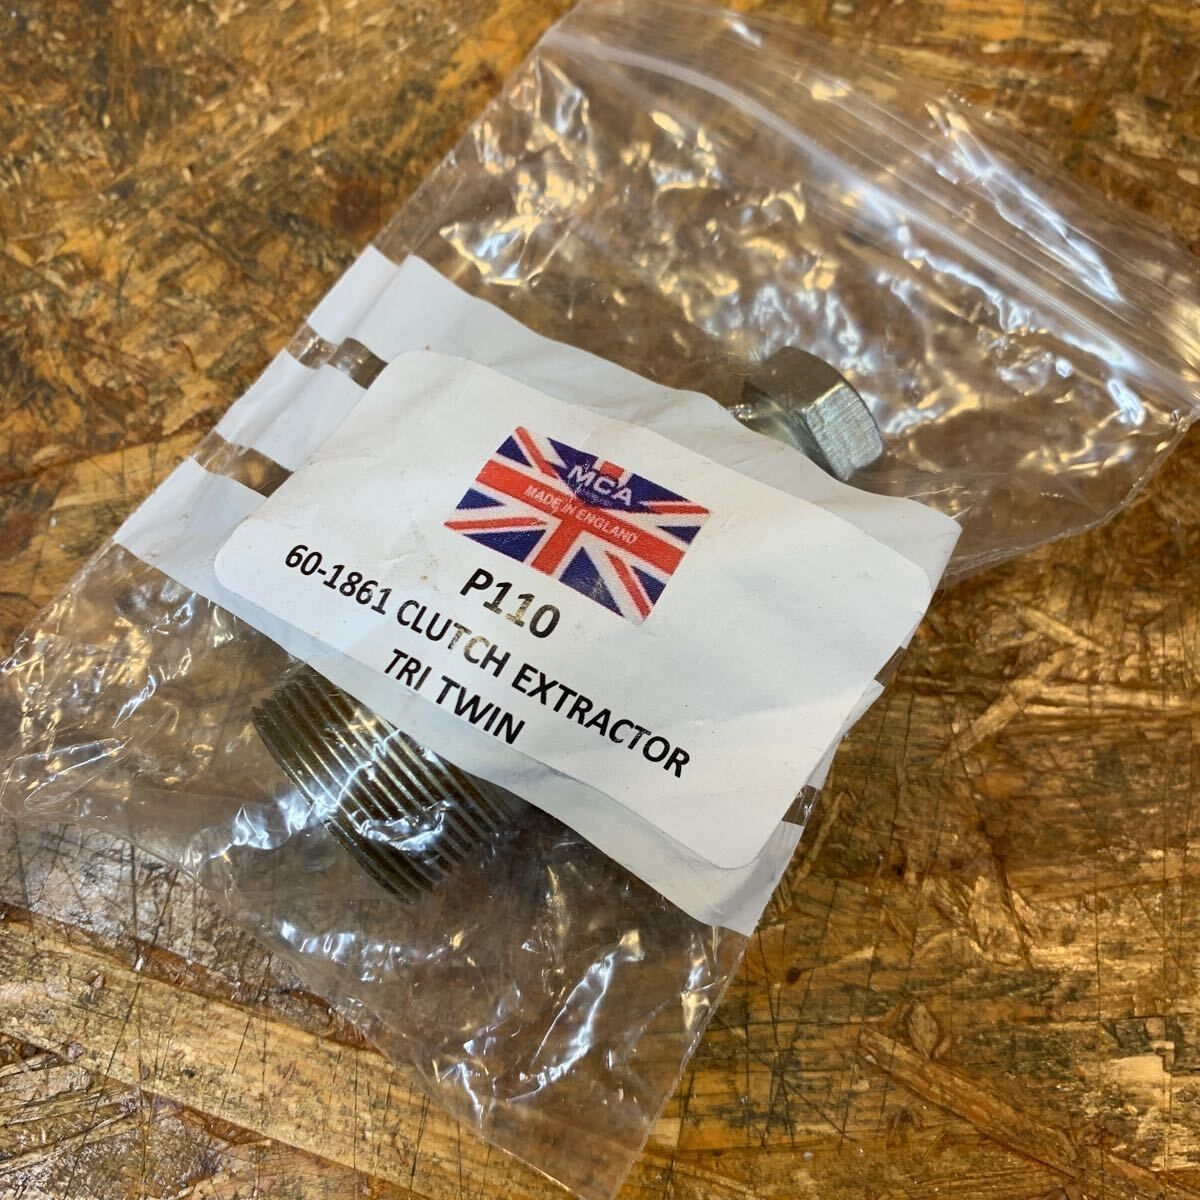 MCA
MADE IN ENGLAND
P110
60-1861 CLUTCH EXTRACTOR
TRI TWIN